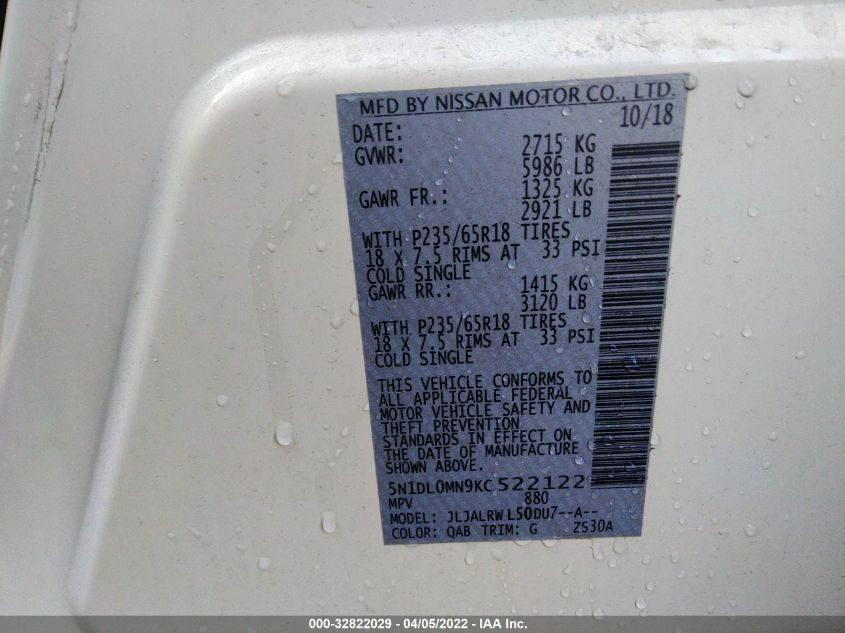 MFD BY NISSAN MOTOR CO., LTD.
DATE: 10/18
GVWR: 2715 KG
5986 LB
GAWR FR.: 1325 KG
2921 LB
WITH P235/65R18 TIRES
18 X 7.5 RIMS AT 33 PSI
COLD SINGLE
GAWR RR.: 1415 KG
3120 LB
WITH P235/65R18 TIRES
18 X 7.5 RIMS AT 33 PSI
COLD SINGLE
THIS VEHICLE CONFORMS TO
ALL APPLICABLE FEDERAL
MOTOR VEHICLE SAFETY AND
THEFT PREVENTION
STANDARDS IN EFFECT ON
THE DATE OF MANUFACTURE
SHOWN ABOVE.
5N1DL0MN9KC522122
MPV 880
MODEL: JLJALRWL50DU7--A--
COLOR: QAB TRIM: G ZS30A
000-32822029 - 04/05/2022 - IAA Inc.